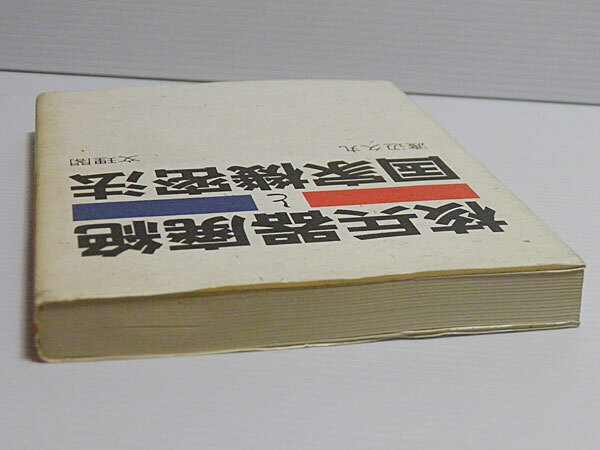 核兵器廃絶
と
国家機密法
渡辺久丸
文理閣